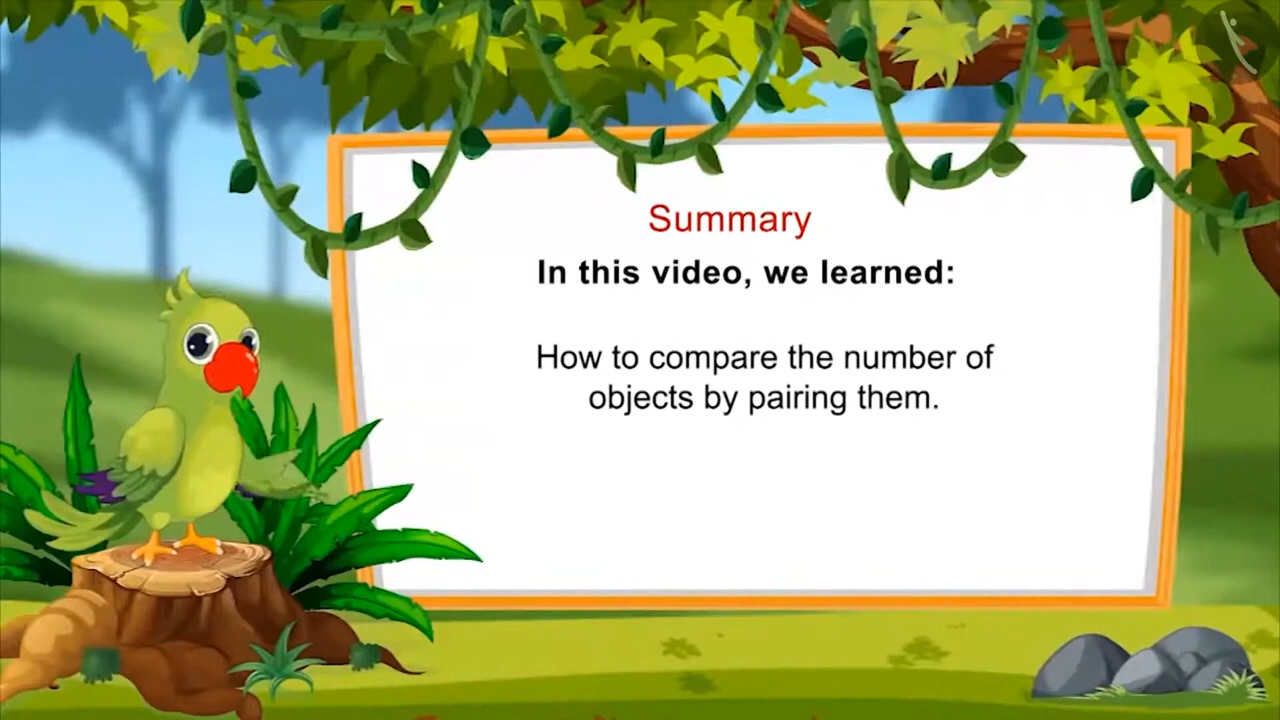 Summary
In this video, we learned:
How to compare the number of
objects by pairing them.